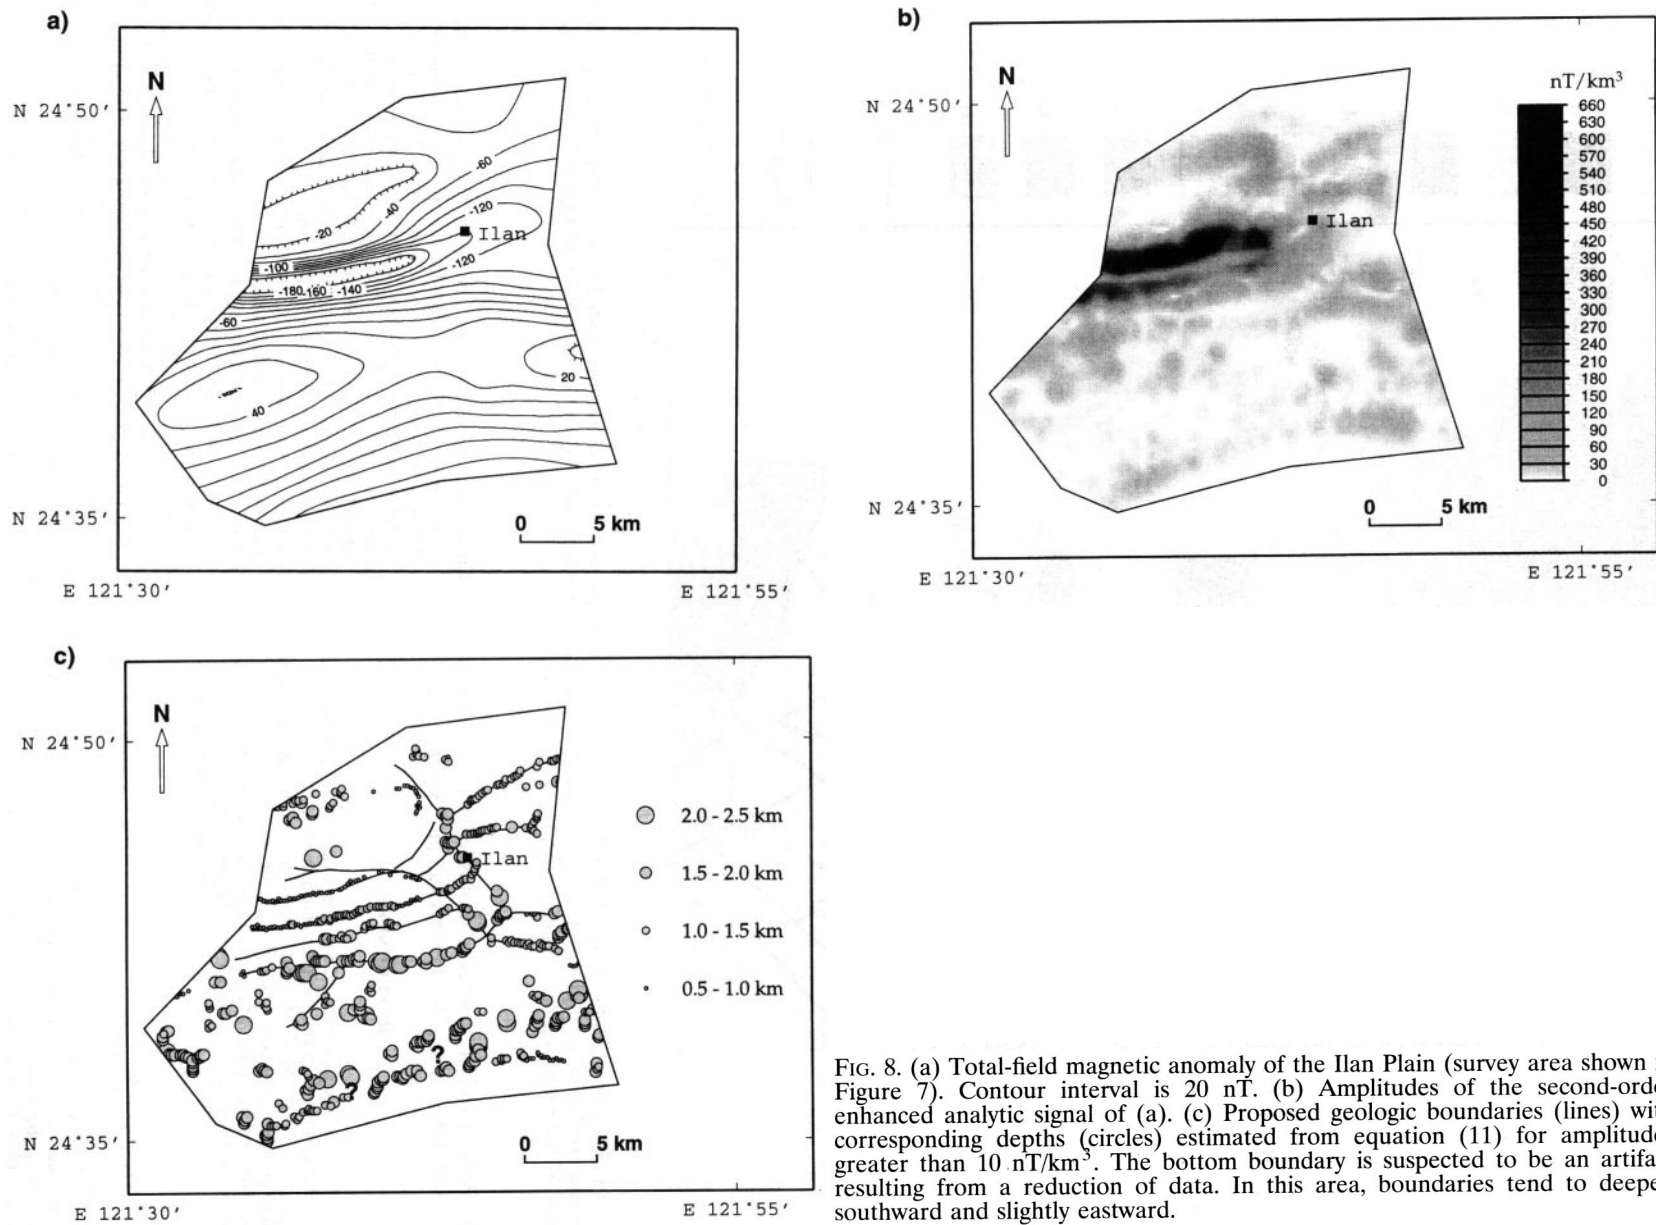 a)
N
N 24°50′
-60
-120
-40
-20
Ilan
-120
-100
-180
-160
-140
-60
20
40
N 24°35′
0 5 km
E 121°30′
E 121°55′
b)
nT/km³
N
N 24°50′
660
630
600
570
540
510
480
450
420
390
360
330
300
270
240
210
180
150
120
90
60
30
0
Ilan
N 24°35′
0 5 km
E 121°30′
E 121°55′
c)
N
N 24°50′
2.0 - 2.5 km
Ilan
1.5 - 2.0 km
1.0 - 1.5 km
0.5 - 1.0 km
?
?
N 24°35′
0 5 km
E 121°30′
E 121°55′
FIG. 8. (a) Total-field magnetic anomaly of the Ilan Plain (survey area shown
Figure 7). Contour interval is 20 nT. (b) Amplitudes of the second-orde
enhanced analytic signal of (a). (c) Proposed geologic boundaries (lines) wit
corresponding depths (circles) estimated from equation (11) for amplitude
greater than 10 nT/km³. The bottom boundary is suspected to be an artifa
resulting from a reduction of data. In this area, boundaries tend to deepe
southward and slightly eastward.